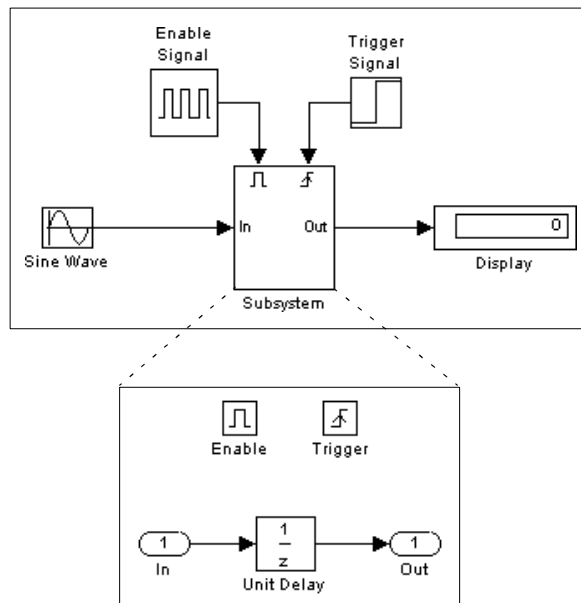 Enable
Signal
Trigger
Signal
In
Out
0
Sine Wave
Display
Subsystem
Enable
Trigger
1
1
z
1
In
Unit Delay
Out